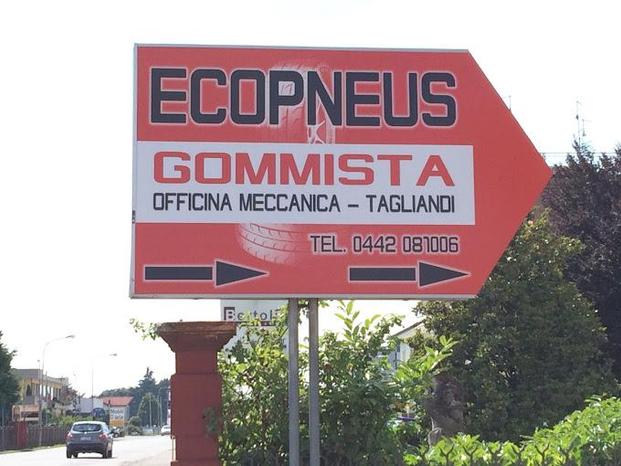 ECOPNEUS
GOMMISTA
OFFICINA MECCANICA - TAGLIANDI
TEL. 0442 081006